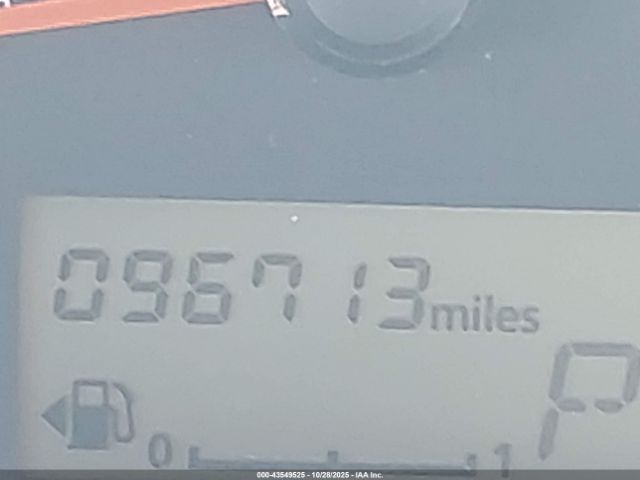 096713miles
P
0 1
000-43549525 | 10/28/2025 - IAA Inc.